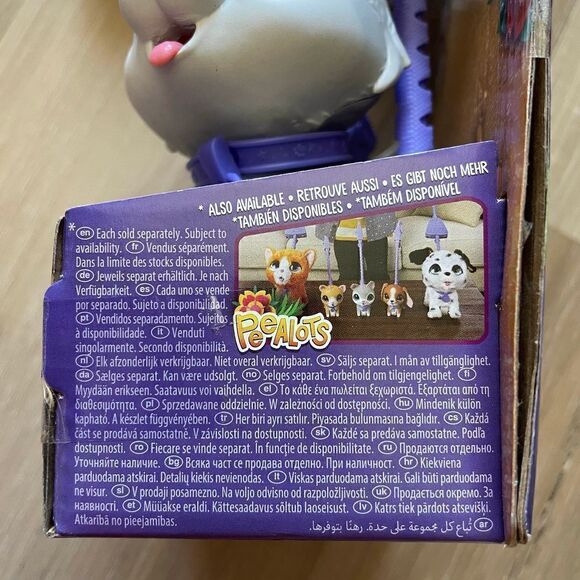 * ALSO AVAILABLE • RETROUVE AUSSI • ES GIBT NOCH MEHR
*TAMBIÉN DISPONIBLES • *TAMBÉM DISPONÍVEL
PEEALOTS
* en Each sold separately. Subject to
availability. fr Vendus séparément.
Dans la limite des stocks disponibles.
de Jeweils separat erhältlich. Je nach
Verfügbarkeit. es Cada uno se vende
por separado. Sujeto a disponibilidad.
pt Vendidos separadamente. Sujeitos
à disponibilidade. it Venduti
singolarmente. Secondo disponibilità.
nl Elk afzonderlijk verkrijgbaar. Niet overal verkrijgbaar. sv Säljs separat. I mån av tillgänglighet.
da Sælges separat. Kan være udsolgt. no Selges separat. Forbehold om tilgjengelighet. fi
Myydään erikseen. Saatavuus voi vaihdella. el Το κάθε ένα πωλείται ξεχωριστά. Εξαρτάται από τη
διαθεσιμότητα. pl Sprzedawane oddzielnie. W zależności od dostępności. hu Mindenik külön
kapható. A készlet függvényében. tr Her biri ayrı satılır. Piyasada bulunmasına bağlıdır. cs Každá
část se prodává samostatně. V závislosti na dostupnosti. sk Každé sa predáva samostatne. Podľa
dostupnosti. ro Fiecare se vinde separat. În funcție de disponibilitate. ru Продаются отдельно.
Уточняйте наличие. bg Всяка част се продава отделно. При наличност. hr Kiekviena
parduodama atskirai. Detalių kiekis nevienodas. lt Viskas parduodama atskirai. Gali būti parduodama
ne visur. sl V prodaji posamezno. Na voljo odvisno od razpoložljivosti. uk Продається окремо. За
наявності. et Müüakse eraldi. Kättesaadavus sõltub laoseisust. lv Katrs tiek pārdots atsevišķi.
Atkarībā no pieejamības. ar تُباع كل مجموعة على حدة. رهنًا بتوفرها.